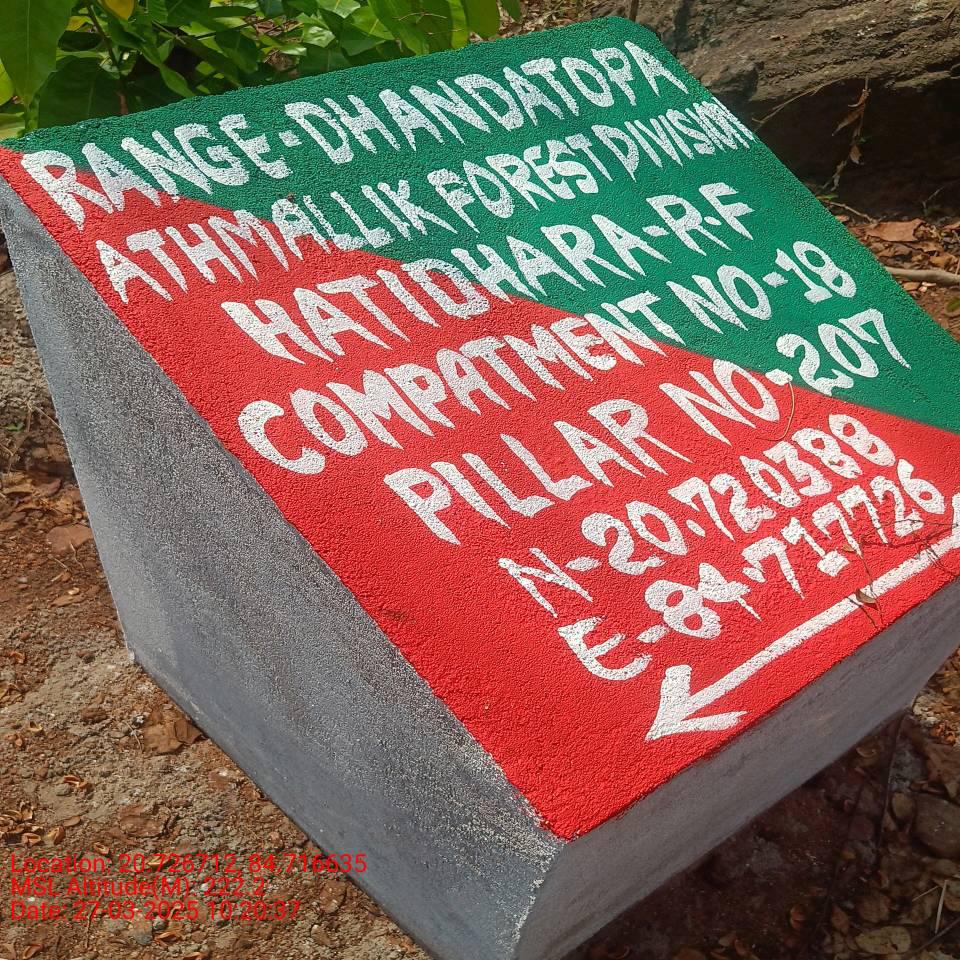 RANGE-DHANDATOPA
ATHMALLIK FOREST DIVISION
HATIDHARA-R.F
COMPATMENT NO-18
PILLAR NO-207
N-20.720388
E-84.717726
Location: 20.726712, 84.716635
MSL Altitude(M): 222.2
Date: 27-03-2025 10:20:37